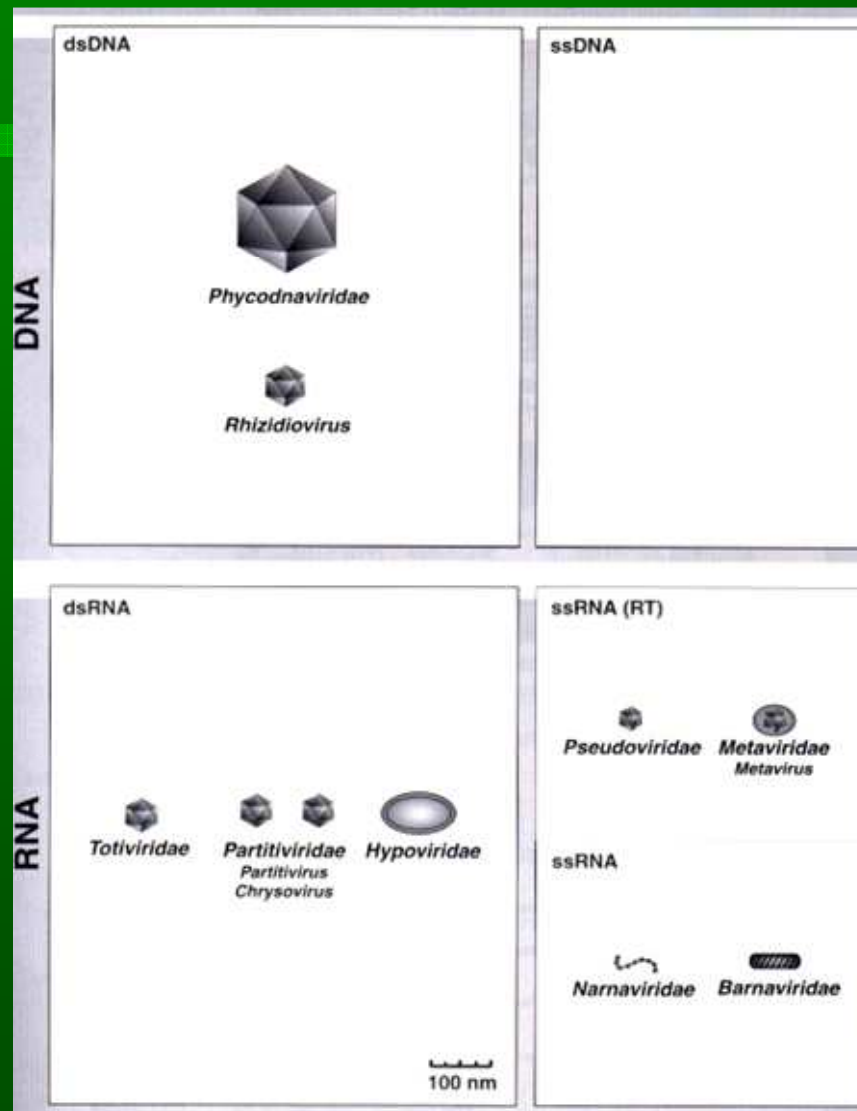 DNA
dsDNA
Phycodnaviridae
Rhizidiovirus
ssDNA
RNA
dsRNA
Totiviridae
Partitiviridae
Partitivirus
Chrysovirus
Hypoviridae
100 nm
ssRNA (RT)
Pseudoviridae
Metaviridae
Metavirus
ssRNA
Narnaviridae
Barnaviridae